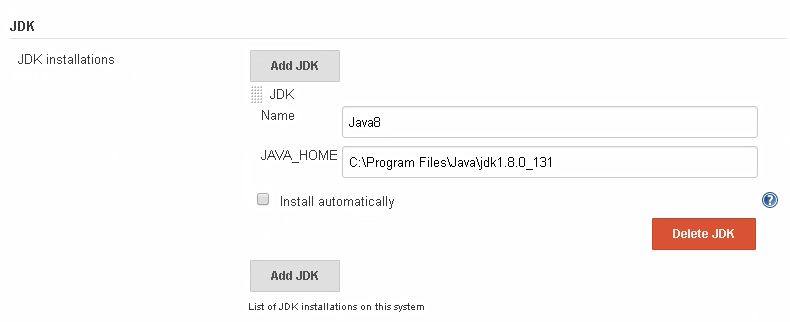 JDK
JDK installations
Add JDK
JDK
Name
Java8
JAVA_HOME
C:\Program Files\Java\jdk1.8.0_131
Install automatically
?
Delete JDK
Add JDK
List of JDK installations on this system